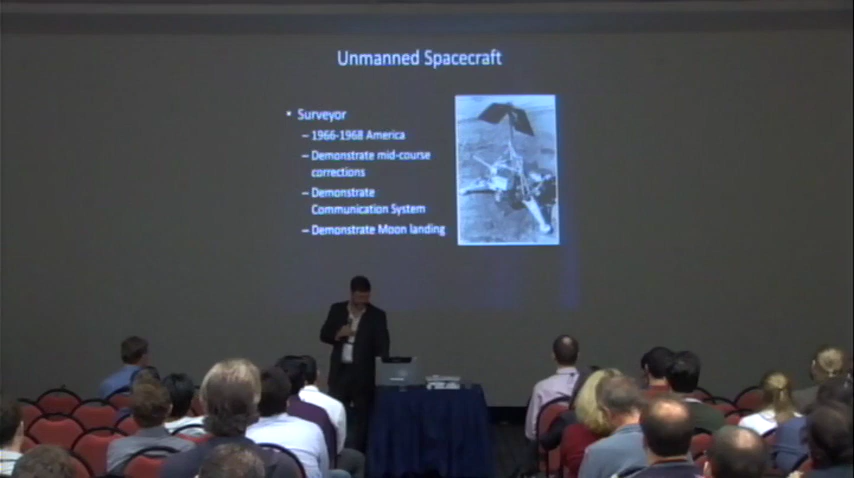 Unmanned Spacecraft
• Surveyor
– 1966-1968 America
– Demonstrate mid-course
corrections
– Demonstrate
Communication System
– Demonstrate Moon landing